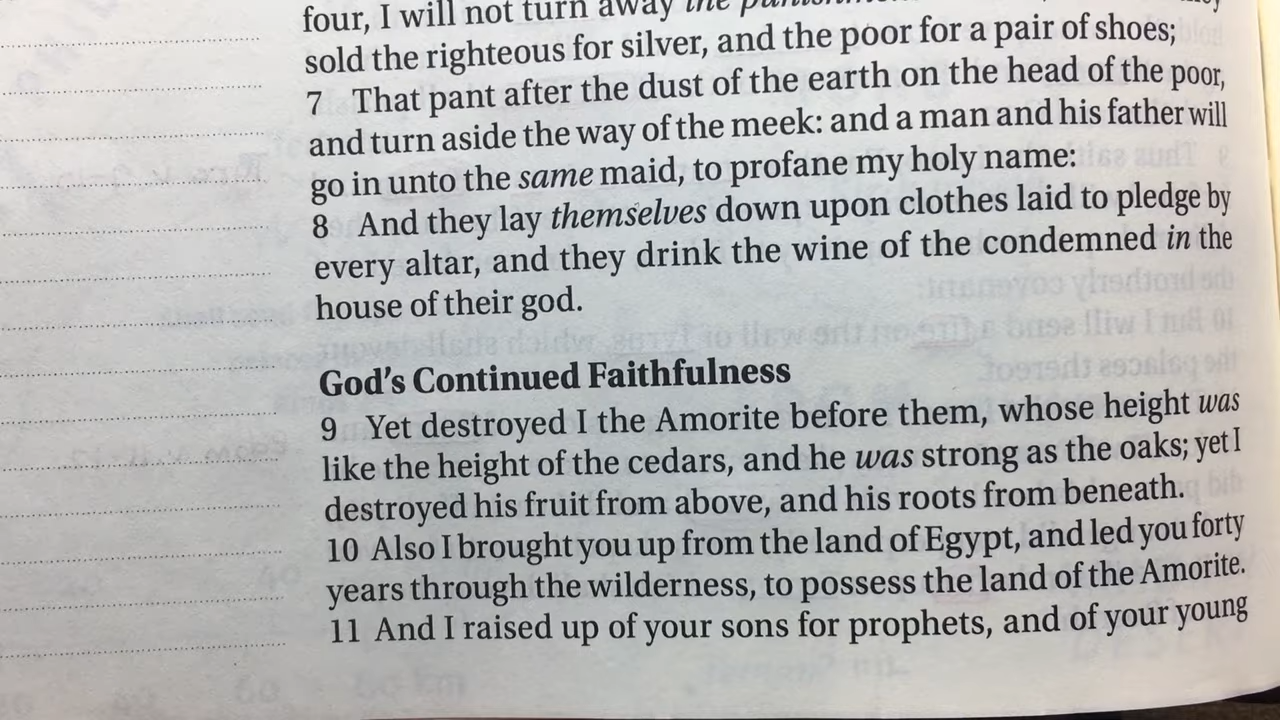 four, I will not turn away the
sold the righteous for silver, and the poor for a pair of shoes;
7 That pant after the dust of the earth on the head of the poor,
and turn aside the way of the meek: and a man and his father will
go in unto the same maid, to profane my holy name:
8 And they lay themselves down upon clothes laid to pledge by
every altar, and they drink the wine of the condemned in the
house of their god.
God's Continued Faithfulness
9 Yet destroyed I the Amorite before them, whose height was
like the height of the cedars, and he was strong as the oaks; yet I
destroyed his fruit from above, and his roots from beneath.
10 Also I brought you up from the land of Egypt, and led you forty
years through the wilderness, to possess the land of the Amorite.
11 And I raised up of your sons for prophets, and of your young